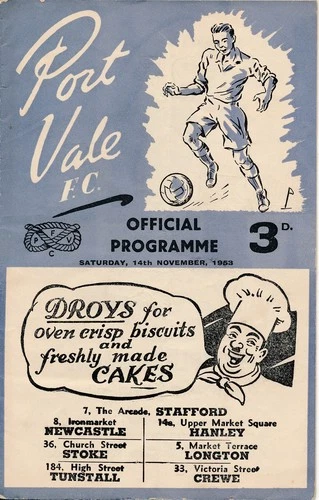 Port
Vale
F.C.
P F V
C
OFFICIAL
PROGRAMME
3D.
SATURDAY, 14th NOVEMBER, 1953
DROYS for
oven crisp biscuits
and
freshly made
CAKES
7, The Arcade, STAFFORD
8, Ironmarket
NEWCASTLE
14a, Upper Market Square
HANLEY
36, Church Street
STOKE
5, Market Terrace
LONGTON
184, High Street
TUNSTALL
33, Victoria Street
CREWE